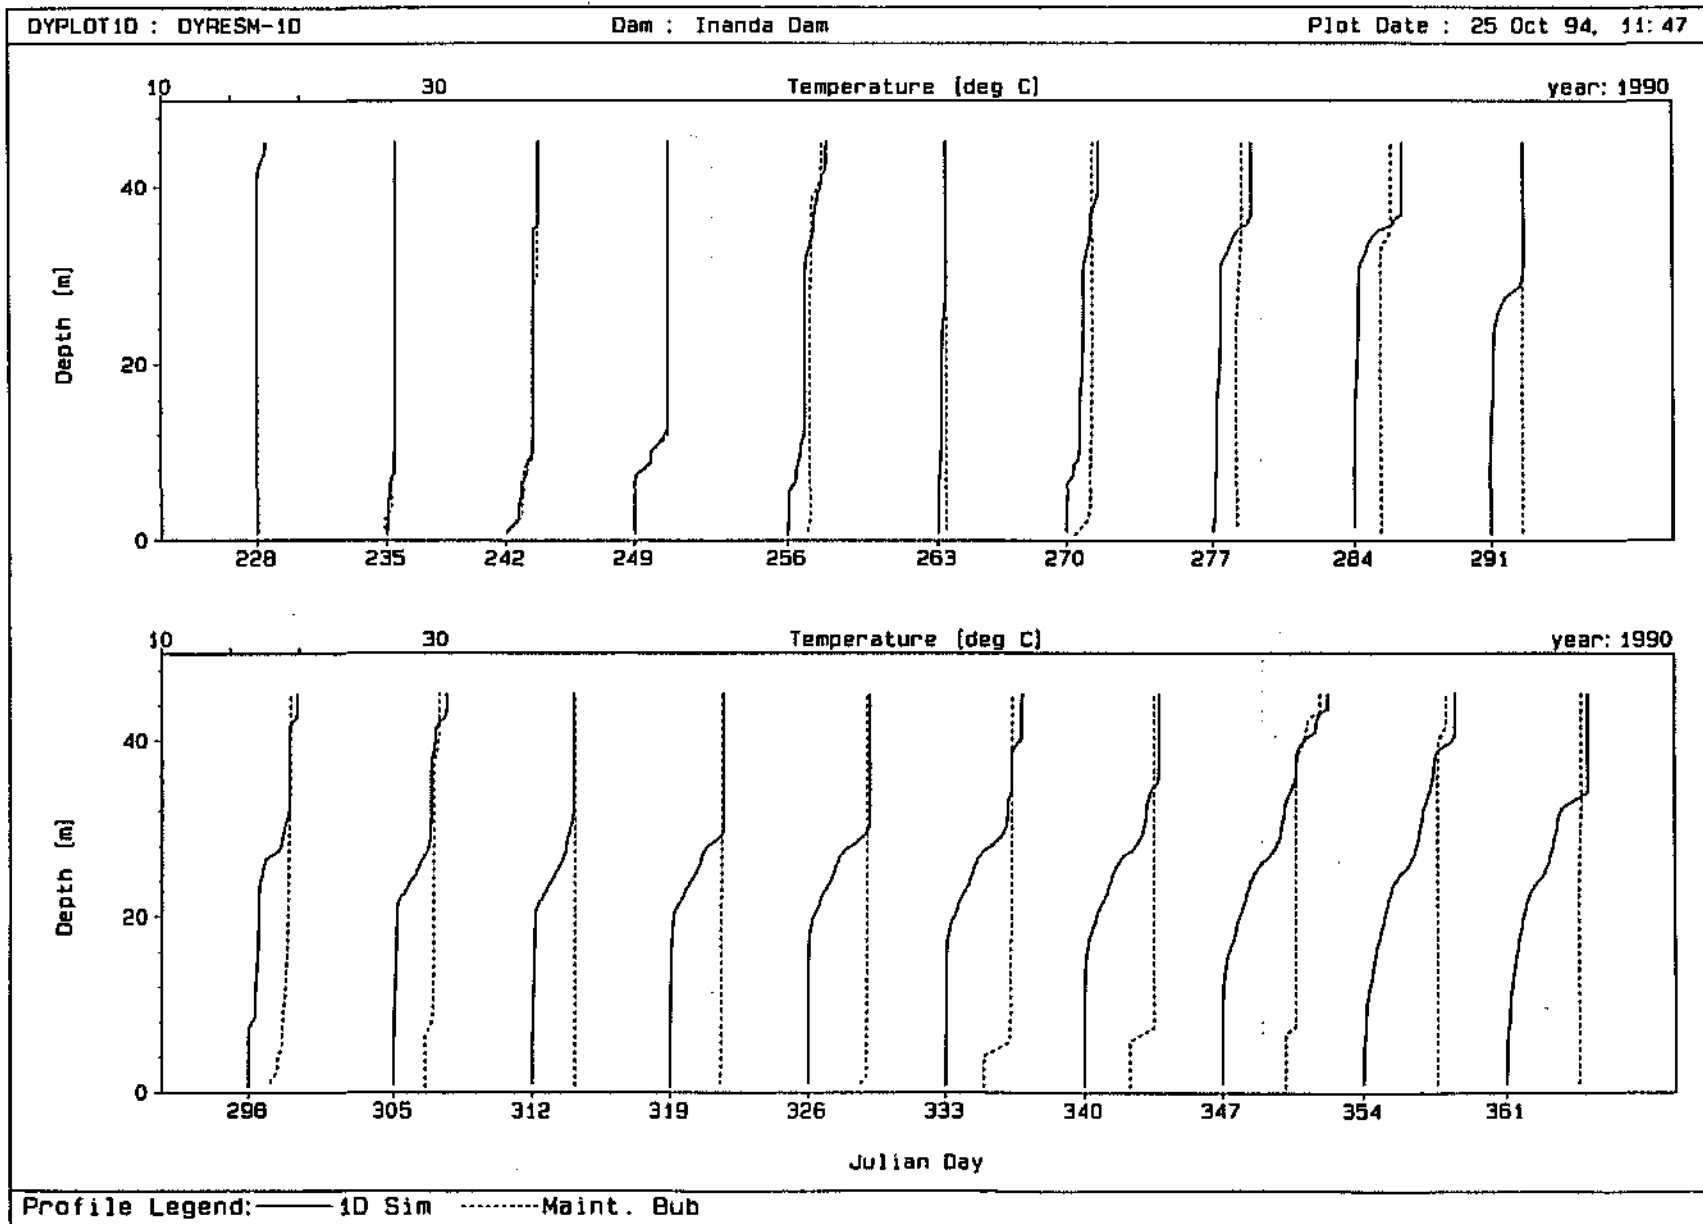 DYPLOT1D : DYRESM-1D Dam : Inanda Dam Plot Date : 25 Oct 94, 11:47
10 30 Temperature (deg C) year: 1990
40
20
0
Depth (m)
228 235 242 249 256 263 270 277 284 291
10 30 Temperature (deg C) year: 1990
40
20
0
Depth (m)
298 305 312 319 326 333 340 347 354 361
Julian Day
Profile Legend: 1D Sim Maint. Bub